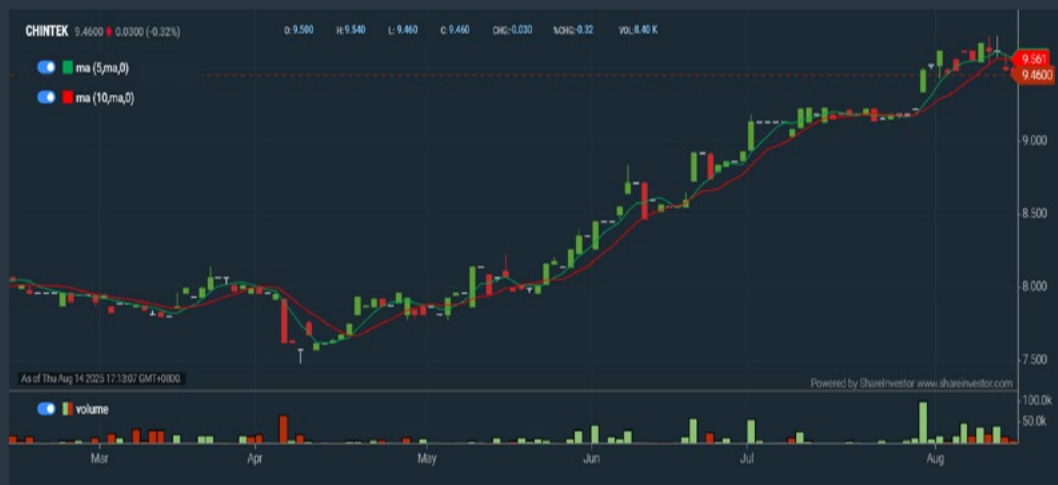 CHINTEK 9.4600 0.0300 (-0.32%) O: 9.500 H: 9.540 L: 9.460 C: 9.460 CHG:-0.030 %CHG:-0.32 VOL:8.40 K
ma (5,ma,0)
ma (10,ma,0)
9.561
9.4600
9.000
8.500
8.000
7.500
As of Thu Aug 14 2025 17:13:07 GMT+0800
Powered by ShareInvestor www.shareinvestor.com
volume
100.0k
50.0k
Mar Apr May Jun Jul Aug